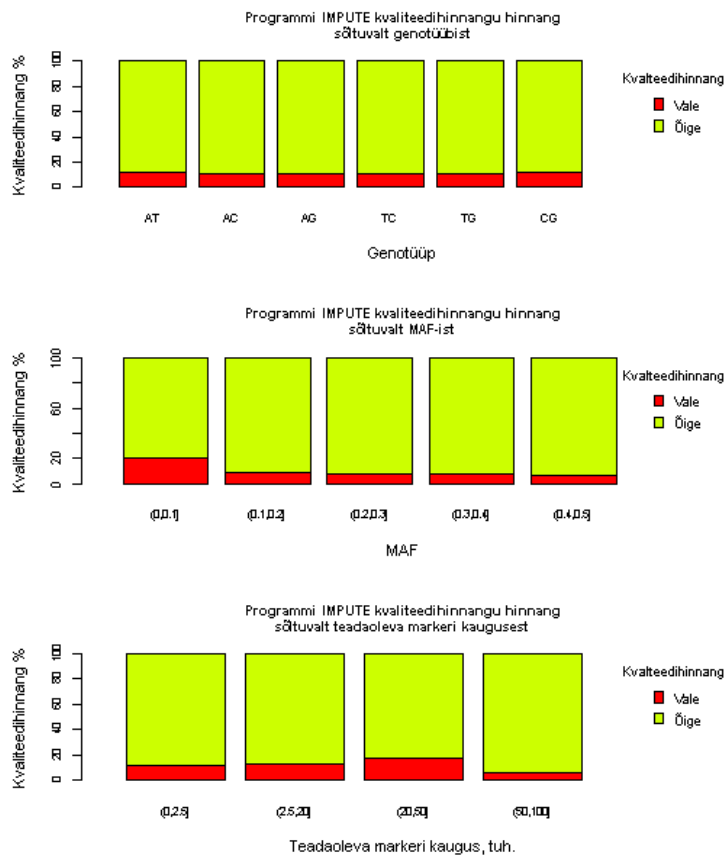 Programmi IMPUTE kvaliteedihinnangu hinnang
sõltuvalt genotüübist
Kvaliteedihinnang %
100
80
60
40
20
0
AT AC AG TC TG CG
Genotüüp
Kvalteedihinnang
Vale
Õige
Programmi IMPUTE kvaliteedihinnangu hinnang
sõltuvalt MAF-ist
Kvaliteedihinnang %
100
60
20
0
(0,0.1] (0.1,0.2] (0.2,0.3] (0.3,0.4] (0.4,0.5]
MAF
Kvalteedihinnang
Vale
Õige
Programmi IMPUTE kvaliteedihinnangu hinnang
sõltuvalt teadaoleva markeri kaugusest
Kvaliteedihinnang %
100
80
60
40
20
0
(0,2.5] (2.5,20] (20,50] (50,100]
Teadaoleva markeri kaugus, tuh.
Kvalteedihinnang
Vale
Õige